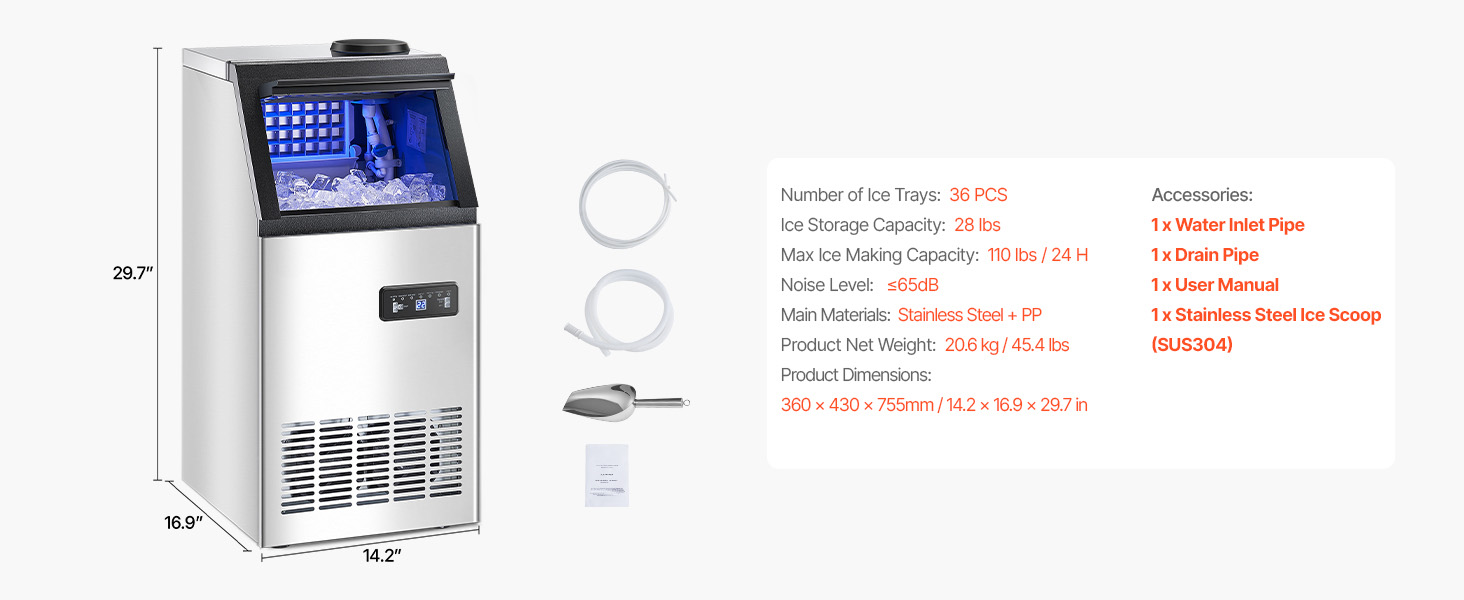 29.7”
16.9”
14.2”
Number of Ice Trays: 36 PCS
Ice Storage Capacity: 28 lbs
Max Ice Making Capacity: 110 lbs / 24 H
Noise Level: ≤65dB
Main Materials: Stainless Steel + PP
Product Net Weight: 20.6 kg / 45.4 lbs
Product Dimensions:
360 × 430 × 755mm / 14.2 × 16.9 × 29.7 in
Accessories:
1 x Water Inlet Pipe
1 x Drain Pipe
1 x User Manual
1 x Stainless Steel Ice Scoop
(SUS304)